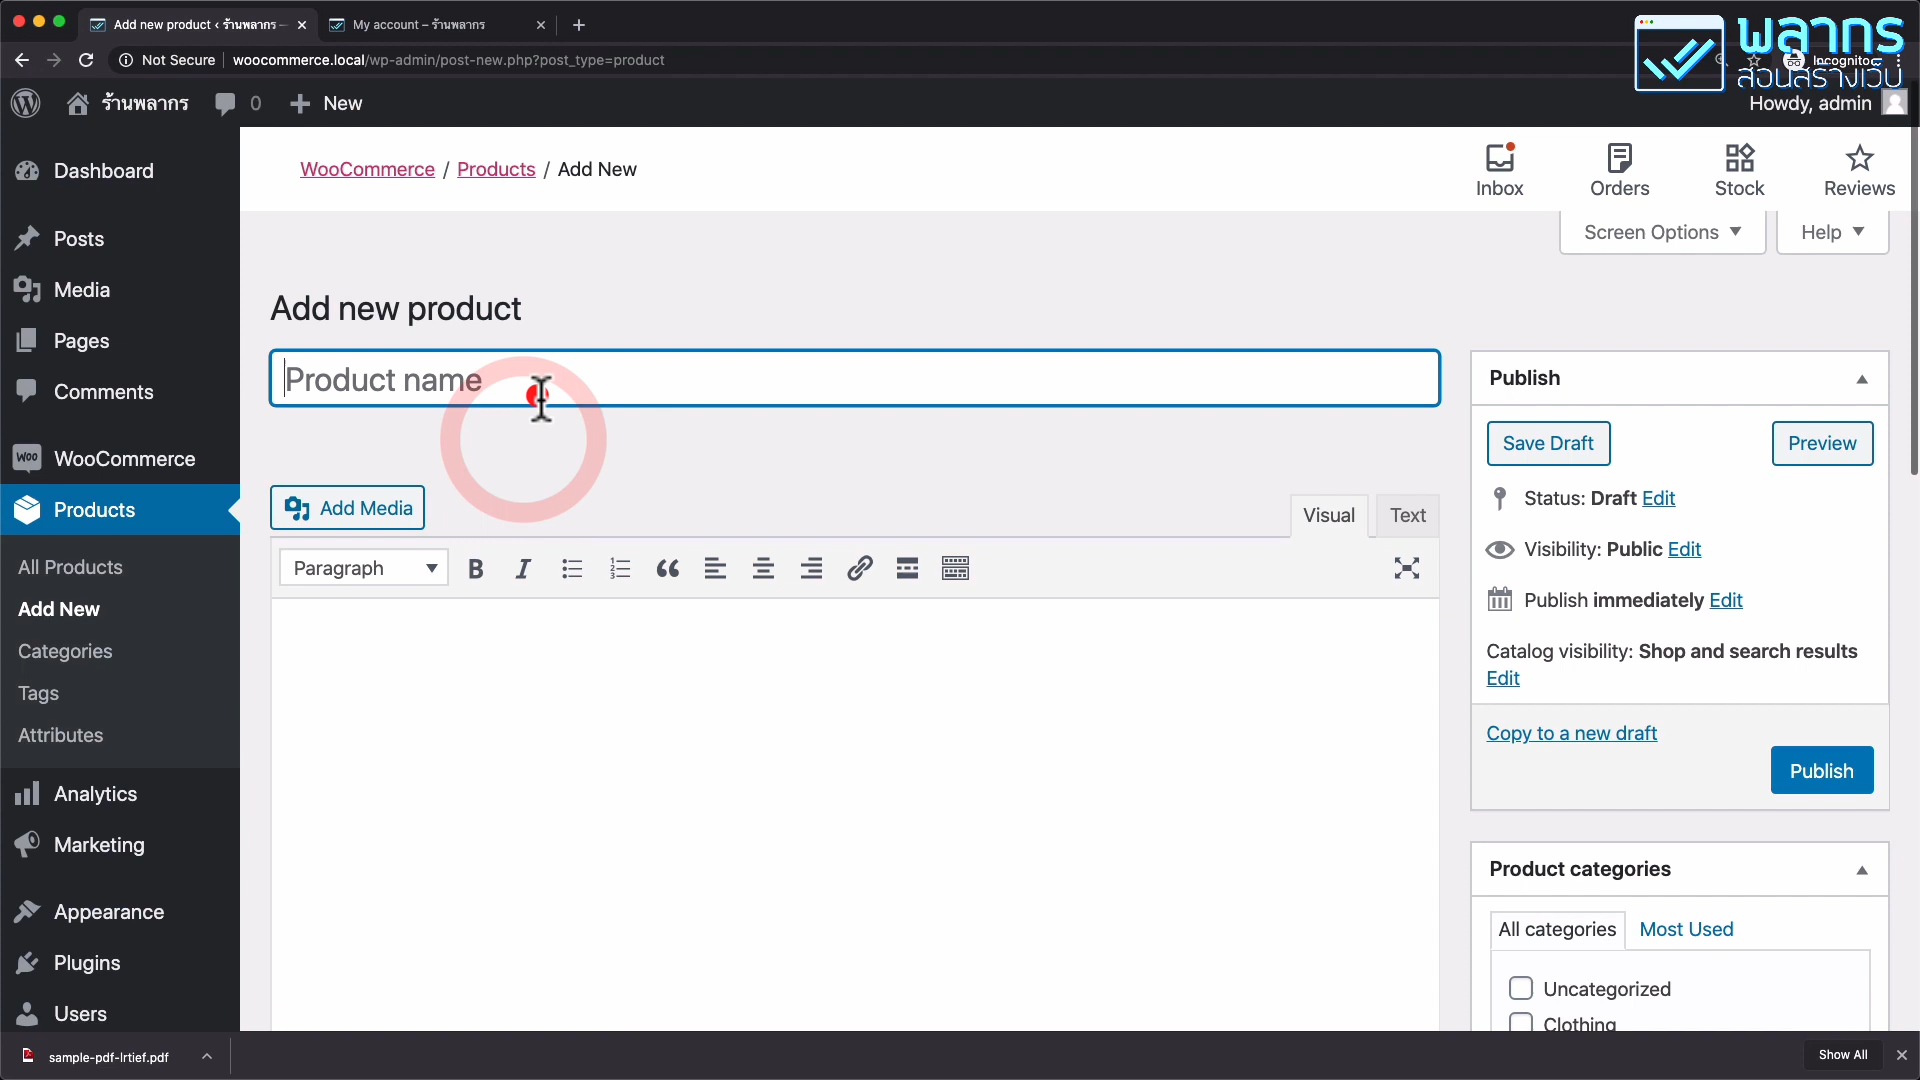 Add new product ‹ ร้านพลากร –
My account – ร้านพลากร
Not Secure
woocommerce.local/wp-admin/post-new.php?post_type=product
Incognito
พลากร
สอนสร้างเว็บ
ร้านพลากร
0
New
Howdy, admin
Dashboard
Posts
Media
Pages
Comments
WooCommerce
Products
All Products
Add New
Categories
Tags
Attributes
Analytics
Marketing
Appearance
Plugins
Users
WooCommerce / Products / Add New
Inbox
Orders
Stock
Reviews
Screen Options
Help
Add new product
Product name
Add Media
Visual
Text
Paragraph
Publish
Save Draft
Preview
Status: Draft Edit
Visibility: Public Edit
Publish immediately Edit
Catalog visibility: Shop and search results
Edit
Copy to a new draft
Publish
Product categories
All categories
Most Used
Uncategorized
Clothing
sample-pdf-lrtief.pdf
Show All